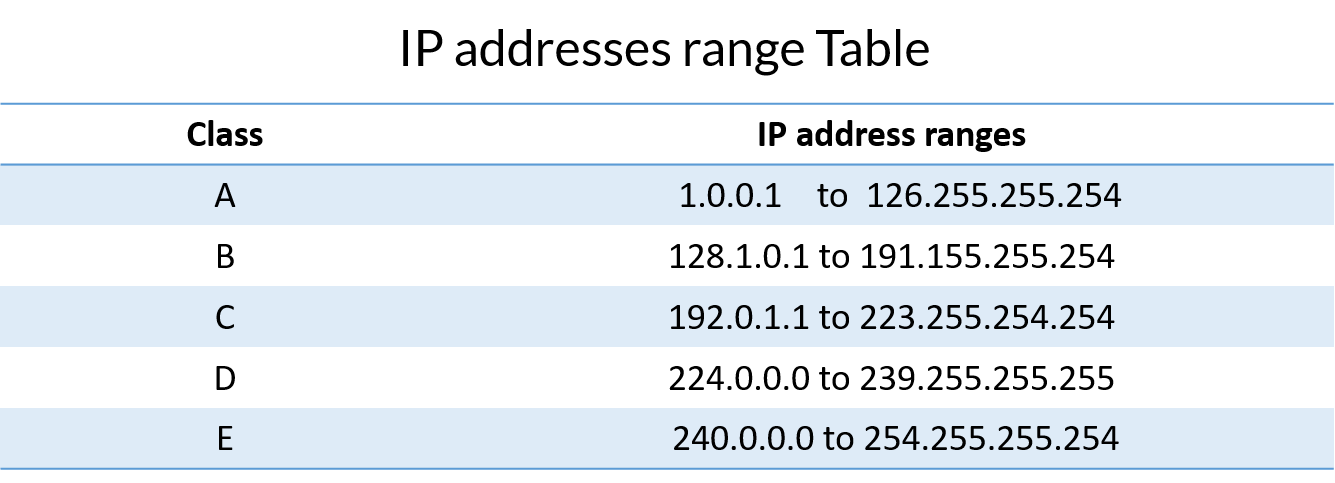 IP addresses range Table
Class IP address ranges
A 1.0.0.1 to 126.255.255.254
B 128.1.0.1 to 191.155.255.254
C 192.0.1.1 to 223.255.254.254
D 224.0.0.0 to 239.255.255.255
E 240.0.0.0 to 254.255.255.254